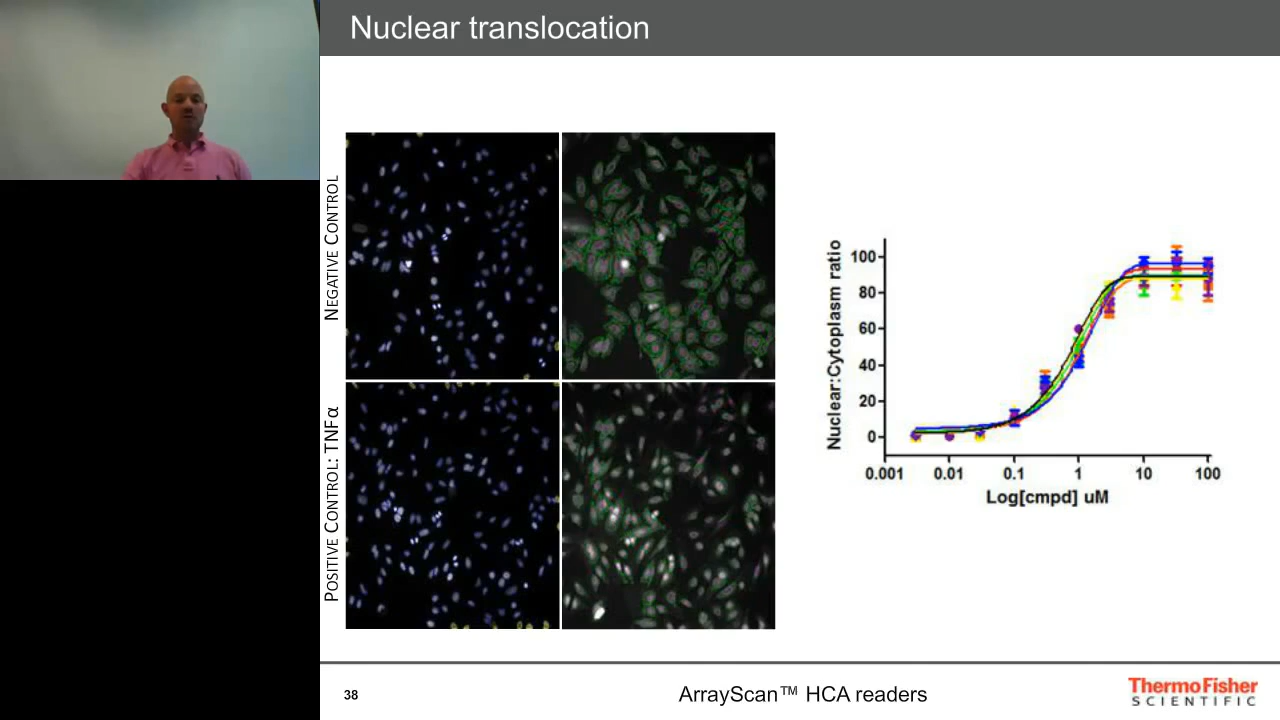 Nuclear translocation
NEGATIVE CONTROL
POSITIVE CONTROL: TNFα
Nuclear:Cytoplasm ratio
100
80
60
40
20
0
0.001 0.01 0.1 1 10 100
Log[cmpd] uM
38
ArrayScan™ HCA readers
ThermoFisher
SCIENTIFIC